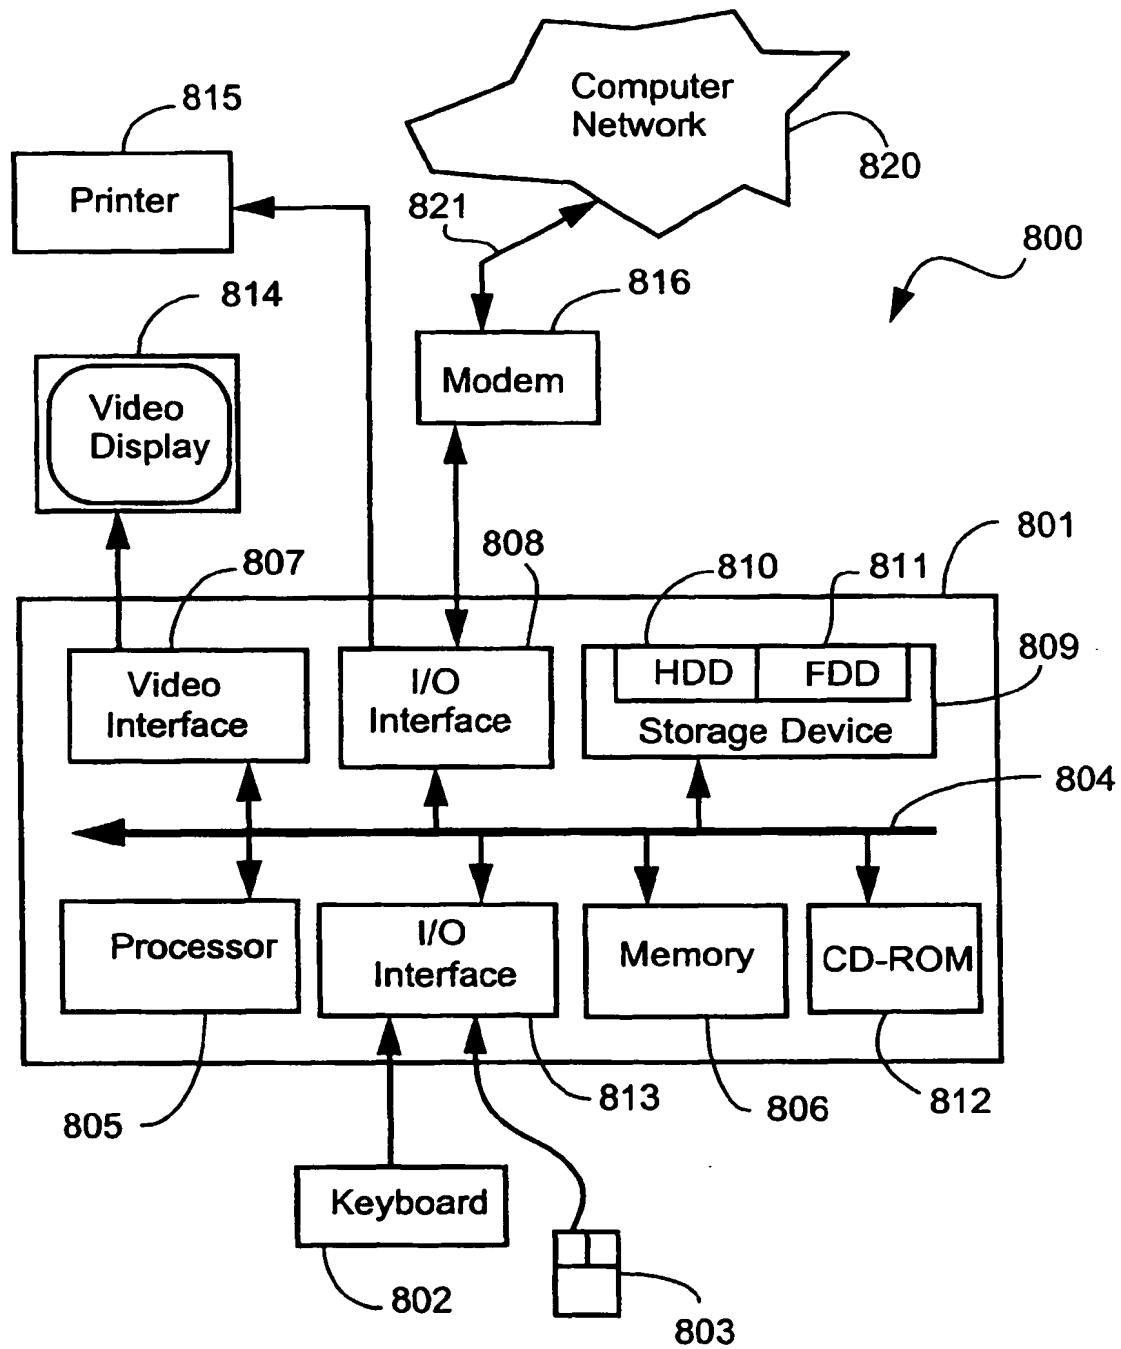 Computer
Network
815
820
Printer
821
800
814
816
Video
Display
Modem
801
807
808
810
811
809
Video
Interface
I/O
Interface
HDD
FDD
Storage Device
804
Processor
I/O
Interface
Memory
CD-ROM
805
813
806
812
Keyboard
802
803